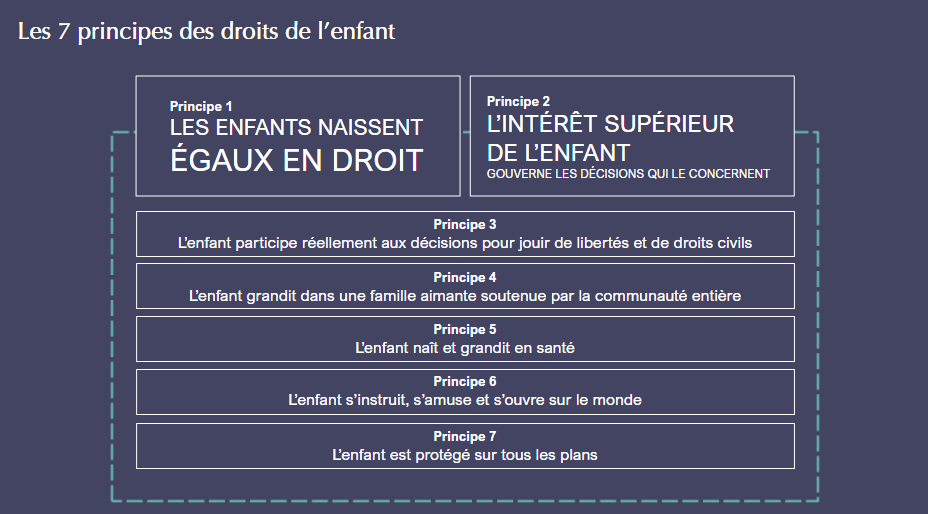 Les 7 principes des droits de l’enfant
Principe 1
LES ENFANTS NAISSENT
ÉGAUX EN DROIT
Principe 2
L’INTÉRÊT SUPÉRIEUR
DE L’ENFANT
GOUVERNE LES DÉCISIONS QUI LE CONCERNENT
Principe 3
L’enfant participe réellement aux décisions pour jouir de libertés et de droits civils
Principe 4
L’enfant grandit dans une famille aimante soutenue par la communauté entière
Principe 5
L’enfant naît et grandit en santé
Principe 6
L’enfant s’instruit, s’amuse et s’ouvre sur le monde
Principe 7
L’enfant est protégé sur tous les plans